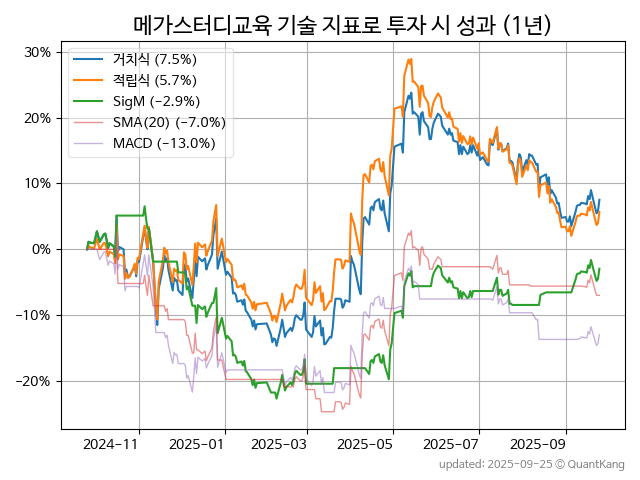 메가스터디교육 기술 지표로 투자 시 성과 (1년)
30%
20%
10%
0%
−10%
−20%
거치식 (7.5%)
적립식 (5.7%)
SigM (−2.9%)
SMA(20) (−7.0%)
MACD (−13.0%)
2024-11
2025-01
2025-03
2025-05
2025-07
2025-09
updated: 2025-09-25 © QuantKang